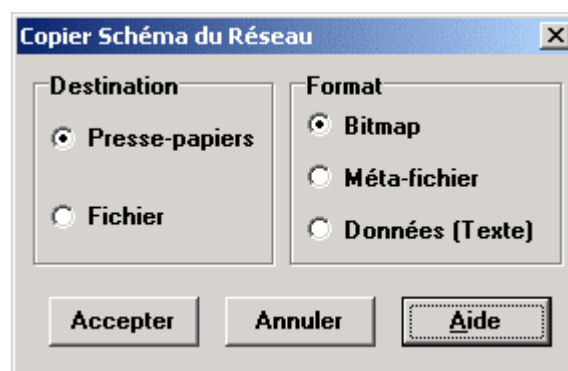 Copier Schéma du Réseau
Destination
Presse-papiers
Fichier
Format
Bitmap
Méta-fichier
Données (Texte)
Accepter
Annuler
Aide